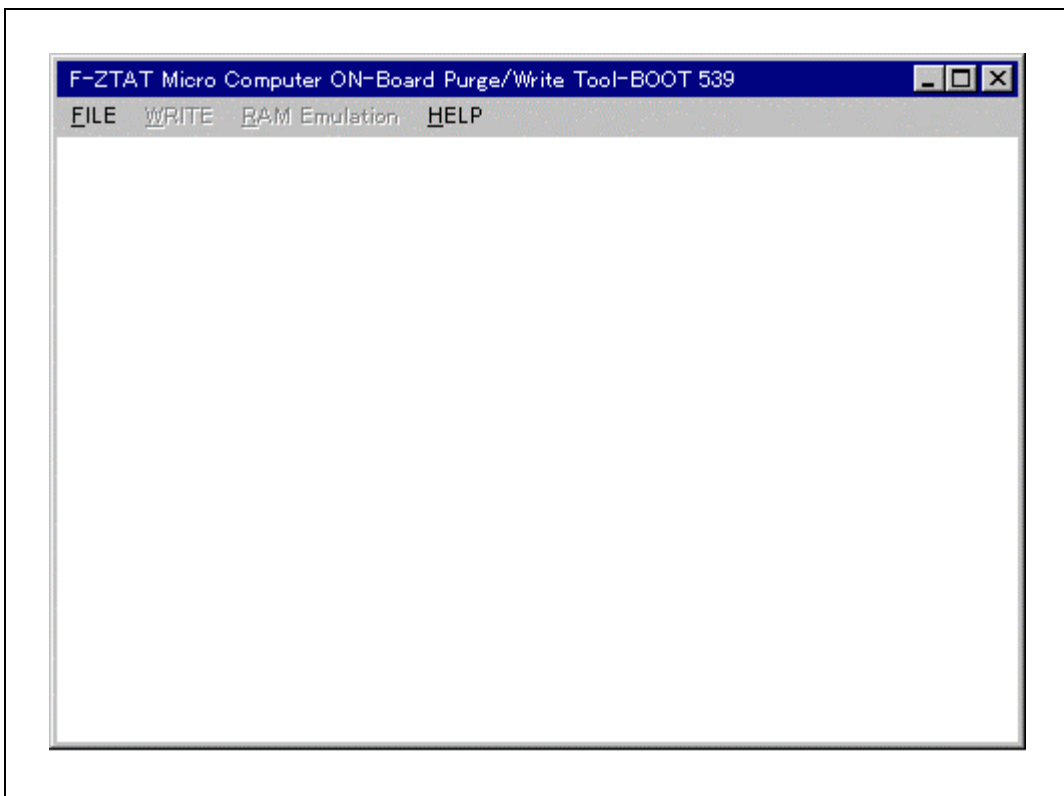 F-ZTAT Micro Computer ON-Board Purge/Write Tool-BOOT 539
FILE WRITE RAM Emulation HELP